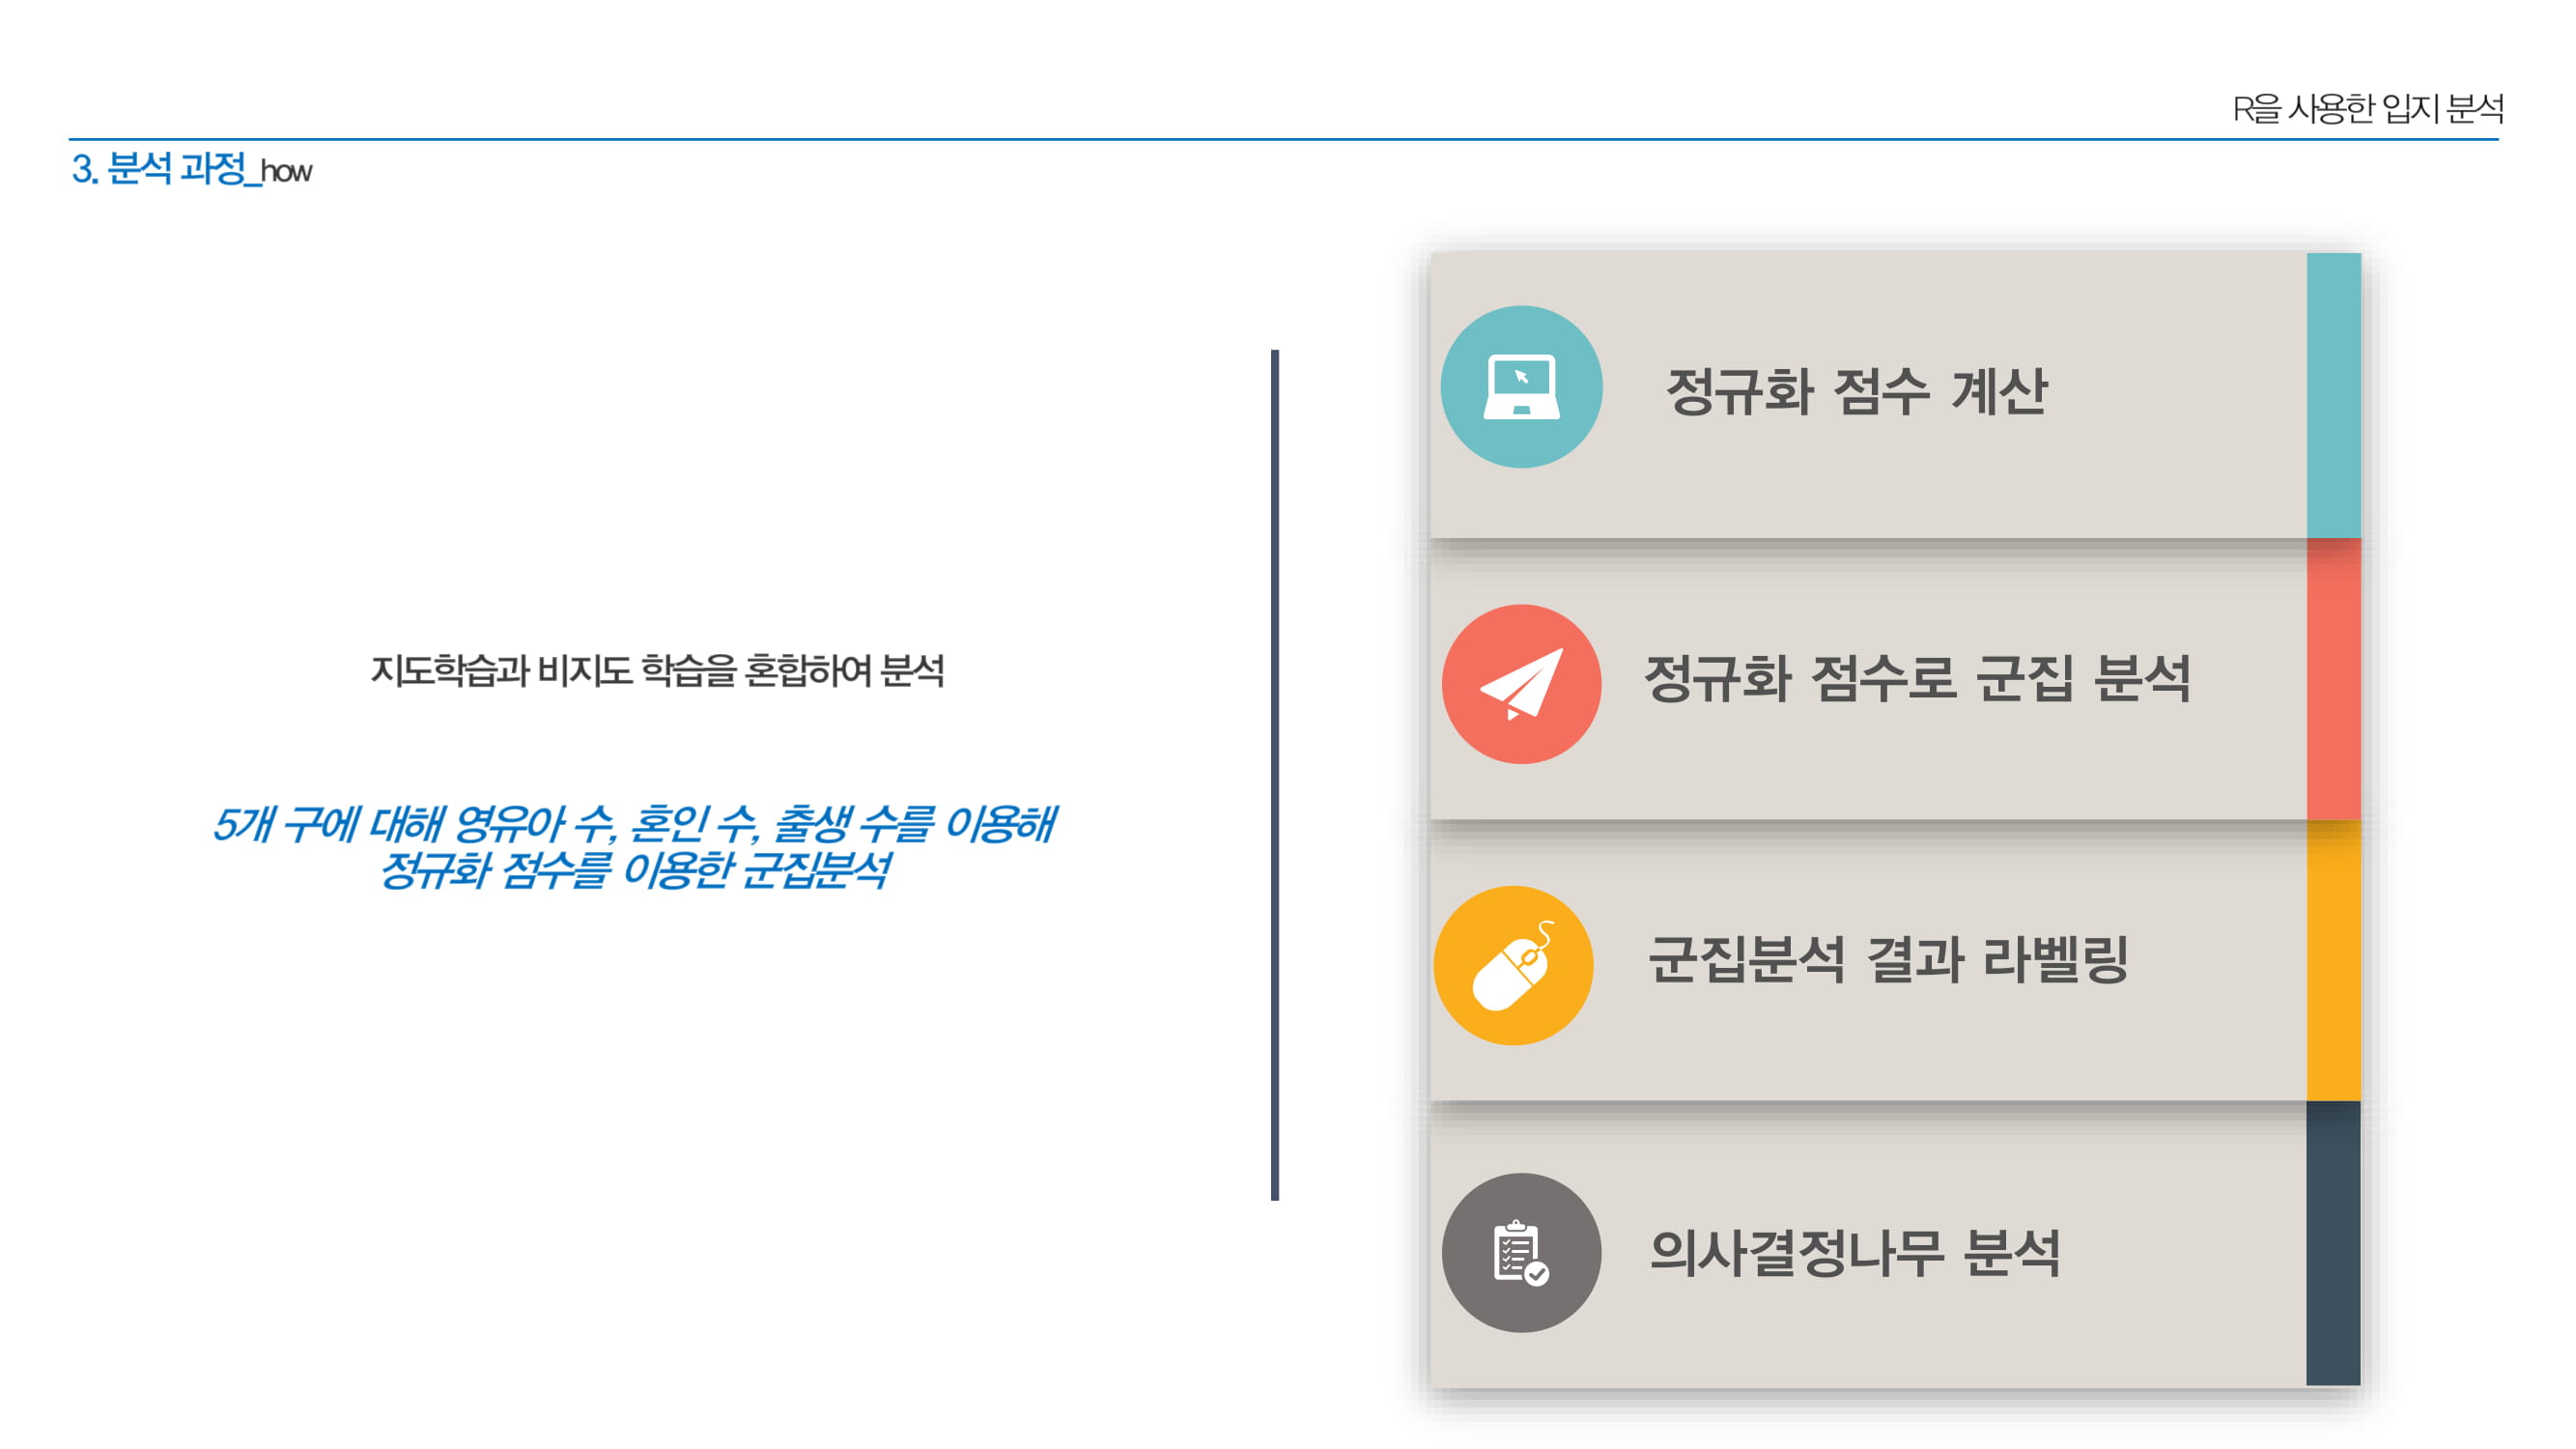 R을 사용한 입지 분석
3. 분석 과정_how
지도학습과 비지도 학습을 혼합하여 분석
5개 구에 대해 영유아 수, 혼인 수, 출생 수를 이용해
정규화 점수를 이용한 군집분석
정규화 점수 계산
정규화 점수로 군집 분석
군집분석 결과 라벨링
의사결정나무 분석